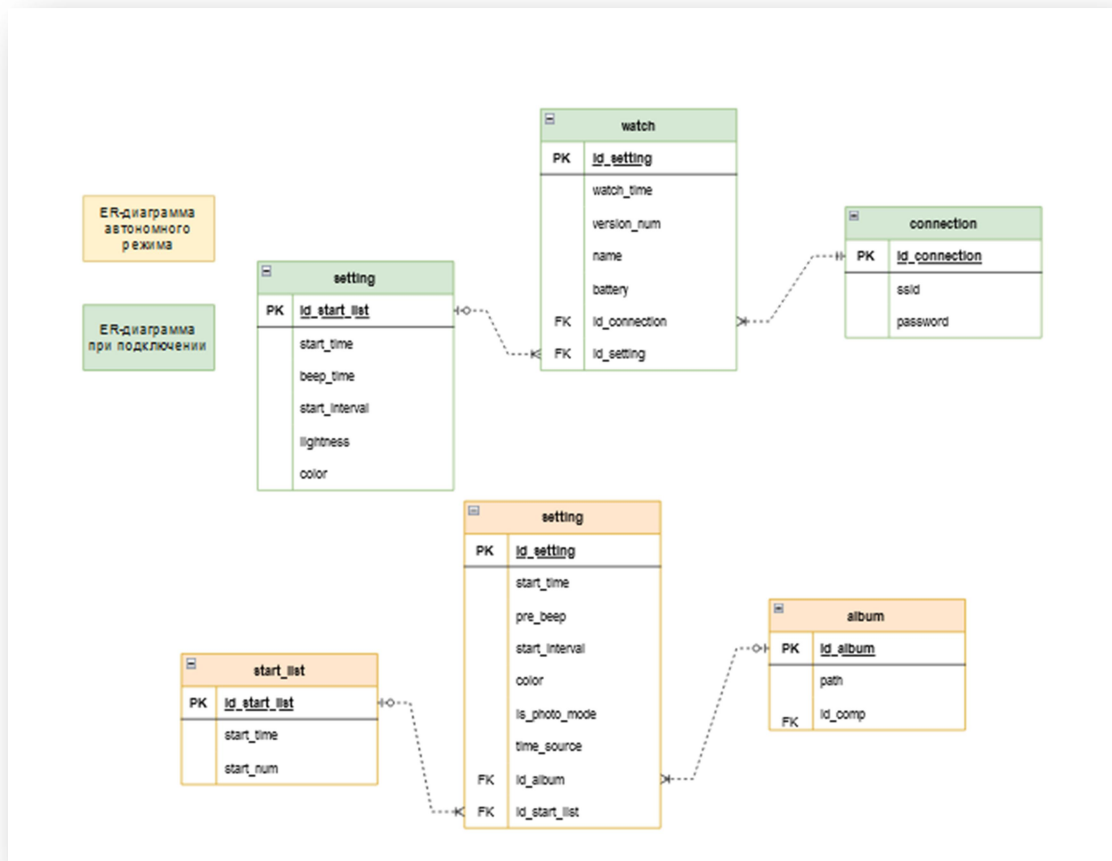 ER-диаграмма
автономного
режима
ER-диаграмма
при подключении
watch
PK id_setting
watch_time
version_num
name
battery
FK id_connection
FK id_setting
connection
PK id_connection
ssid
password
setting
PK id_start_list
start_time
beep_time
start_interval
lightness
color
setting
PK id_setting
start_time
pre_beep
start_interval
color
is_photo_mode
time_source
FK id_album
FK id_start_list
album
PK id_album
path
FK id_comp
start_list
PK id_start_list
start_time
start_num